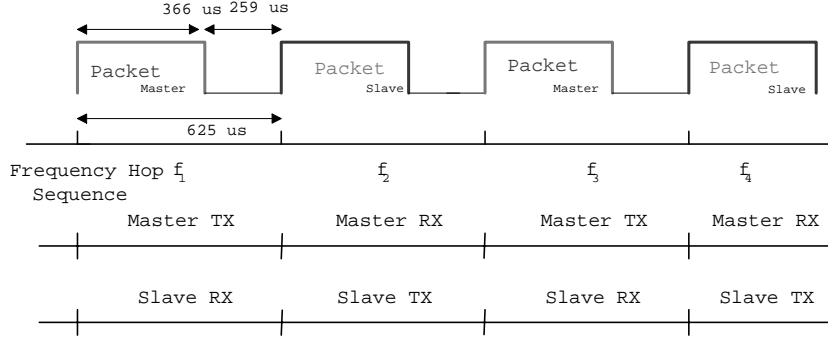 366 us 259 us
Packet Packet Packet Packet
Master Slave Master Slave
625 us
Frequency Hop f1 f2 f3 f4
Sequence
Master TX Master RX Master TX Master RX
Slave RX Slave TX Slave RX Slave TX